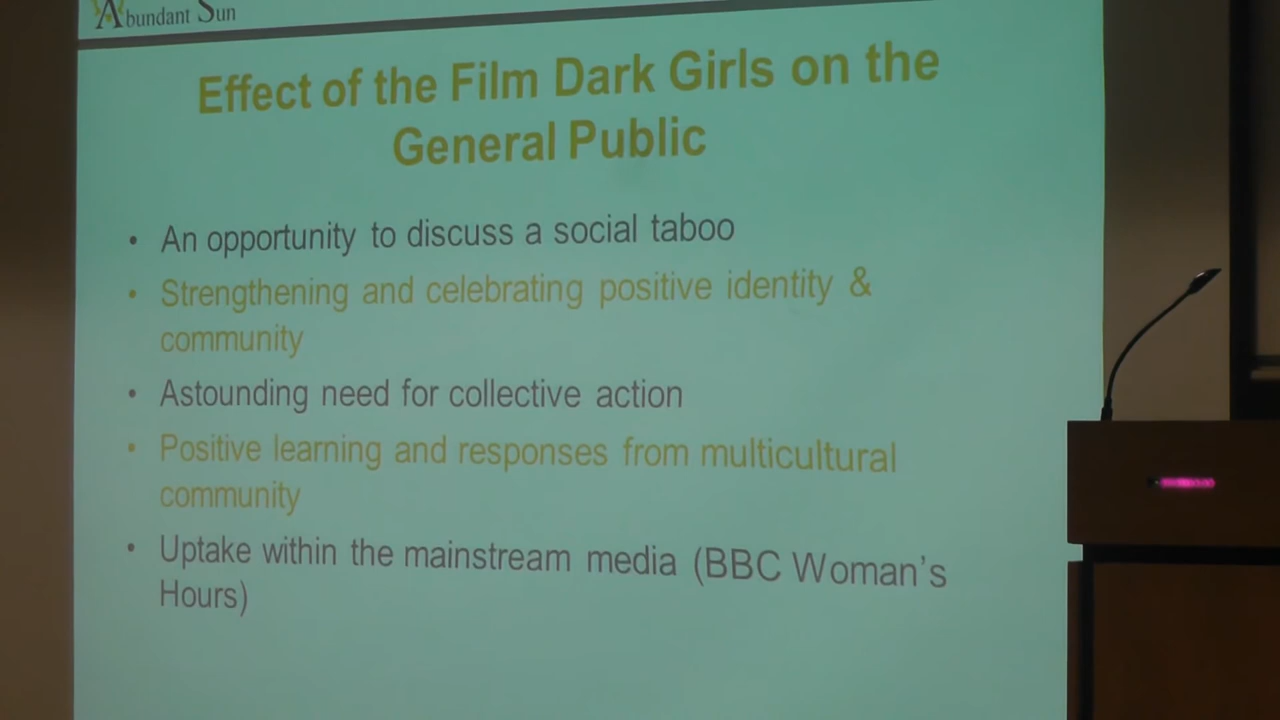 Abundant Sun
Effect of the Film Dark Girls on the
General Public
• An opportunity to discuss a social taboo
• Strengthening and celebrating positive identity &
community
• Astounding need for collective action
• Positive learning and responses from multicultural
community
• Uptake within the mainstream media (BBC Woman's
Hours)